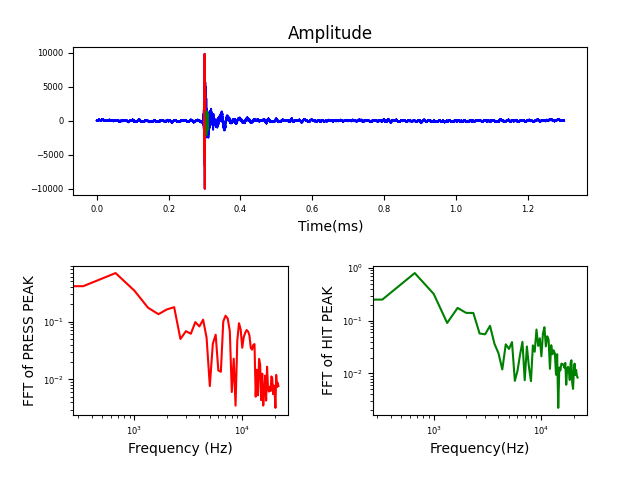 Amplitude
10000
5000
0
−5000
−10000
0.0 0.2 0.4 0.6 0.8 1.0 1.2
Time(ms)
FFT of PRESS PEAK
10⁻¹
10⁻²
10³ 10⁴
Frequency (Hz)
FFT of HIT PEAK
10⁰
10⁻¹
10⁻²
10³ 10⁴
Frequency(Hz)